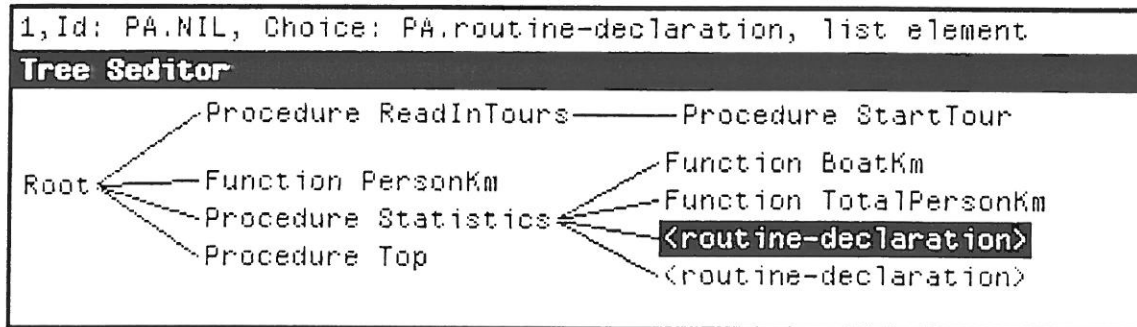 1,Id: PA.NIL, Choice: PA.routine-declaration, list element
Tree Seditor
Procedure ReadInTours Procedure StartTour
Function BoatKm
Root Function PersonKm
Function TotalPersonKm
Procedure Statistics
<routine-declaration>
Procedure Top
<routine-declaration>